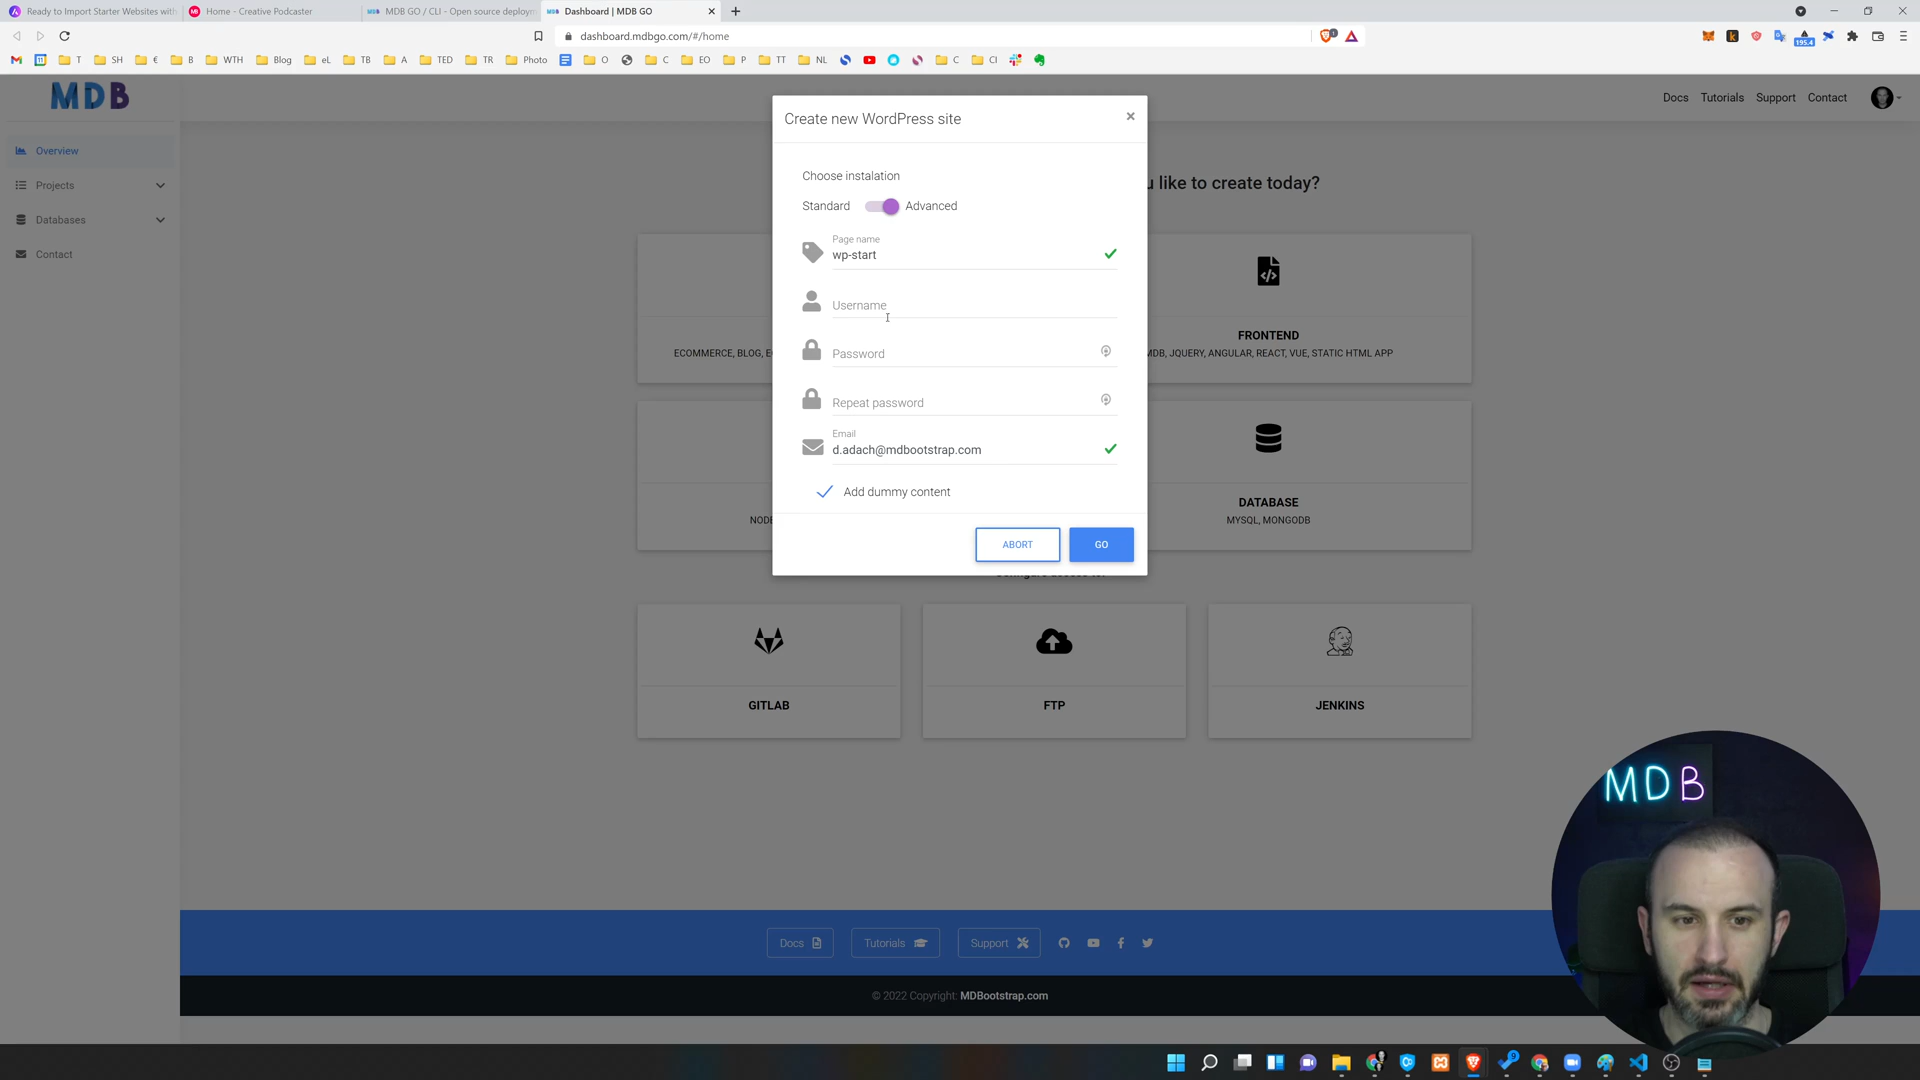 Ready to Import Starter Websites with
Home - Creative Podcaster
MDB GO / CLI - Open source deploym
Dashboard | MDB GO
dashboard.mdbgo.com/#/home
T SH € B WTH Blog eL TB A TED TR Photo O C EO P TT NL C CI
195.4
MDB
Docs Tutorials Support Contact
Overview
Projects
Databases
Contact
Create new WordPress site
u like to create today?
Choose instalation
Standard Advanced
Page name
wp-start
Username
Password
Repeat password
Email
d.adach@mdbootstrap.com
Add dummy content
ABORT GO
ECOMMERCE, BLOG, E
FRONTEND
MDB, JQUERY, ANGULAR, REACT, VUE, STATIC HTML APP
NODE
DATABASE
MYSQL, MONGODB
GITLAB
FTP
JENKINS
MDB
Docs Tutorials Support
© 2022 Copyright: MDBootstrap.com